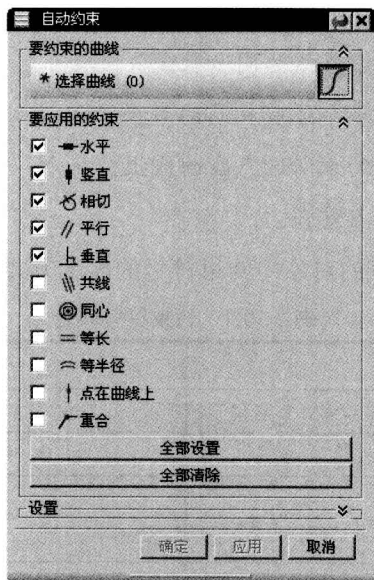 自动约束
要约束的曲线
* 选择曲线 (0)
要应用的约束
水平
竖直
相切
平行
垂直
共线
同心
等长
等半径
点在曲线上
重合
全部设置
全部清除
设置
确定 应用 取消